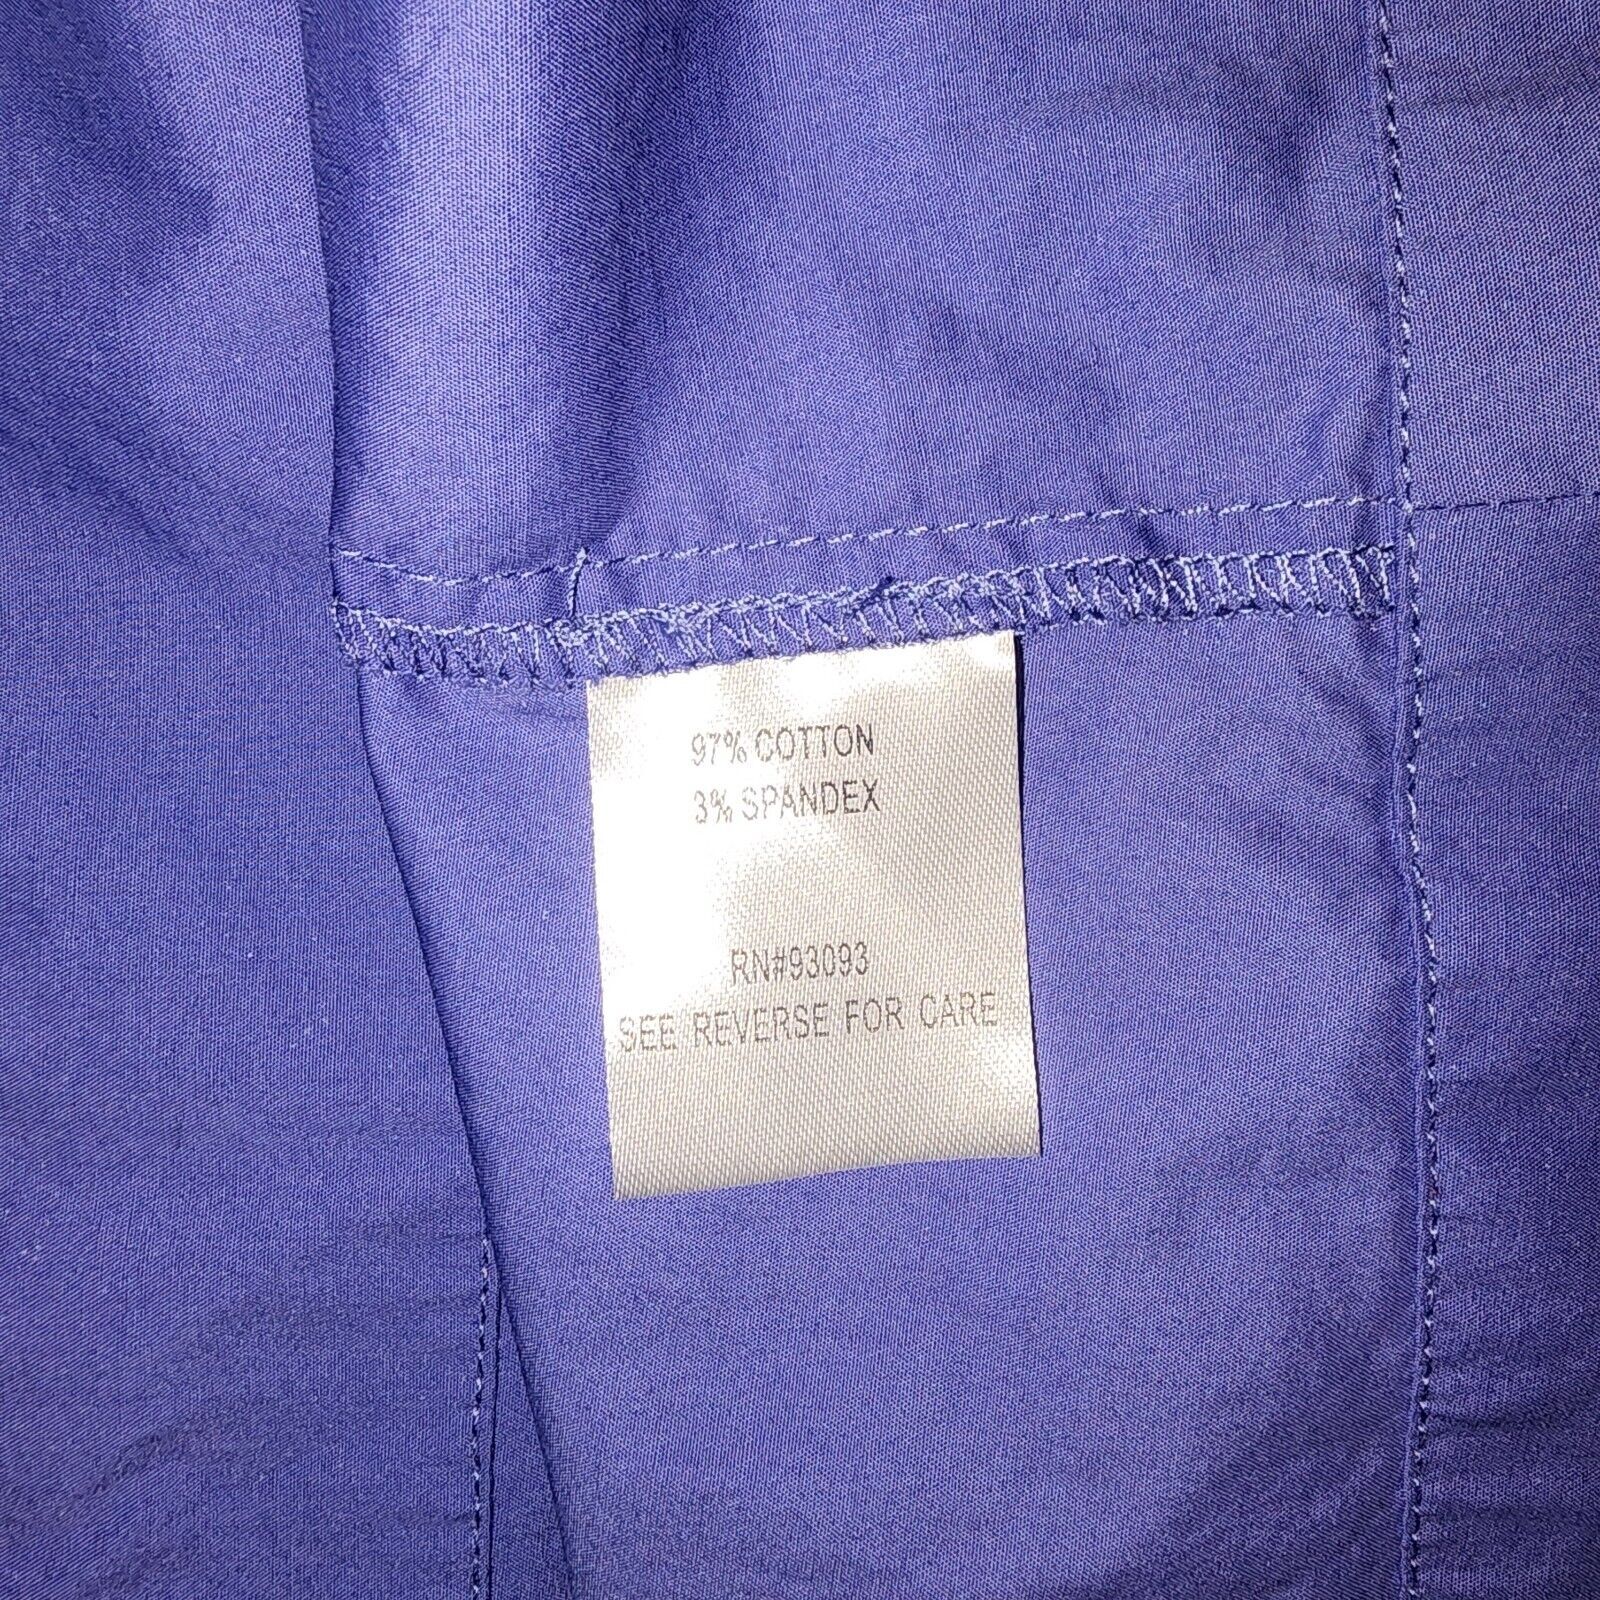 97% COTTON
3% SPANDEX
RN#93093
SEE REVERSE FOR CARE